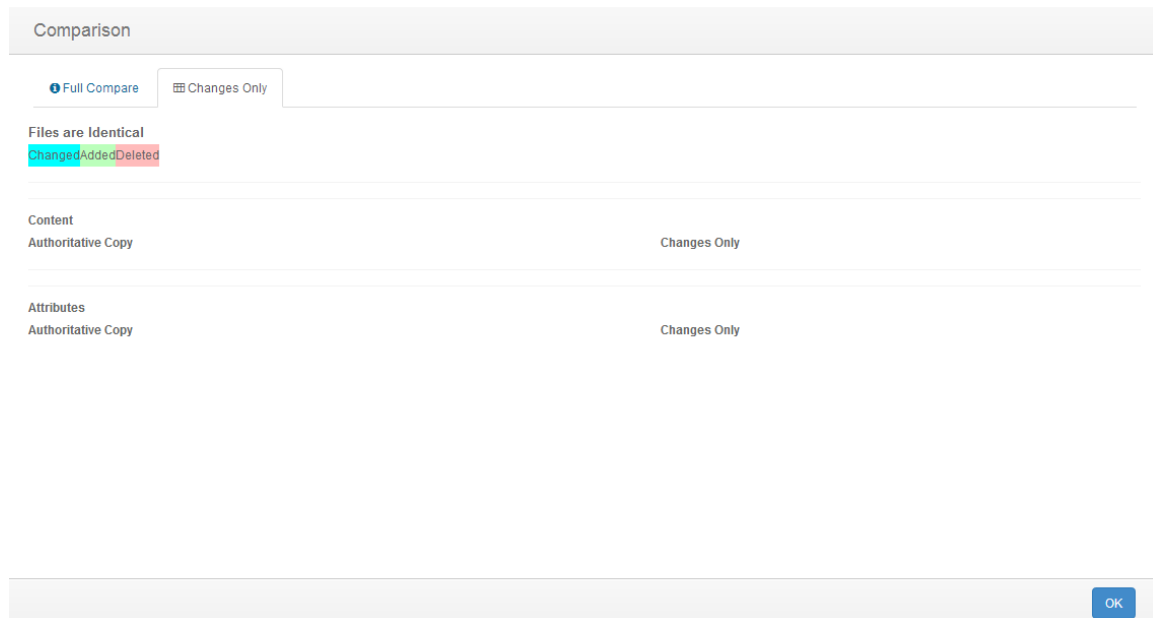 Comparison
Full Compare Changes Only
Files are Identical
ChangedAddedDeleted
Content
Authoritative Copy Changes Only
Attributes
Authoritative Copy Changes Only
OK